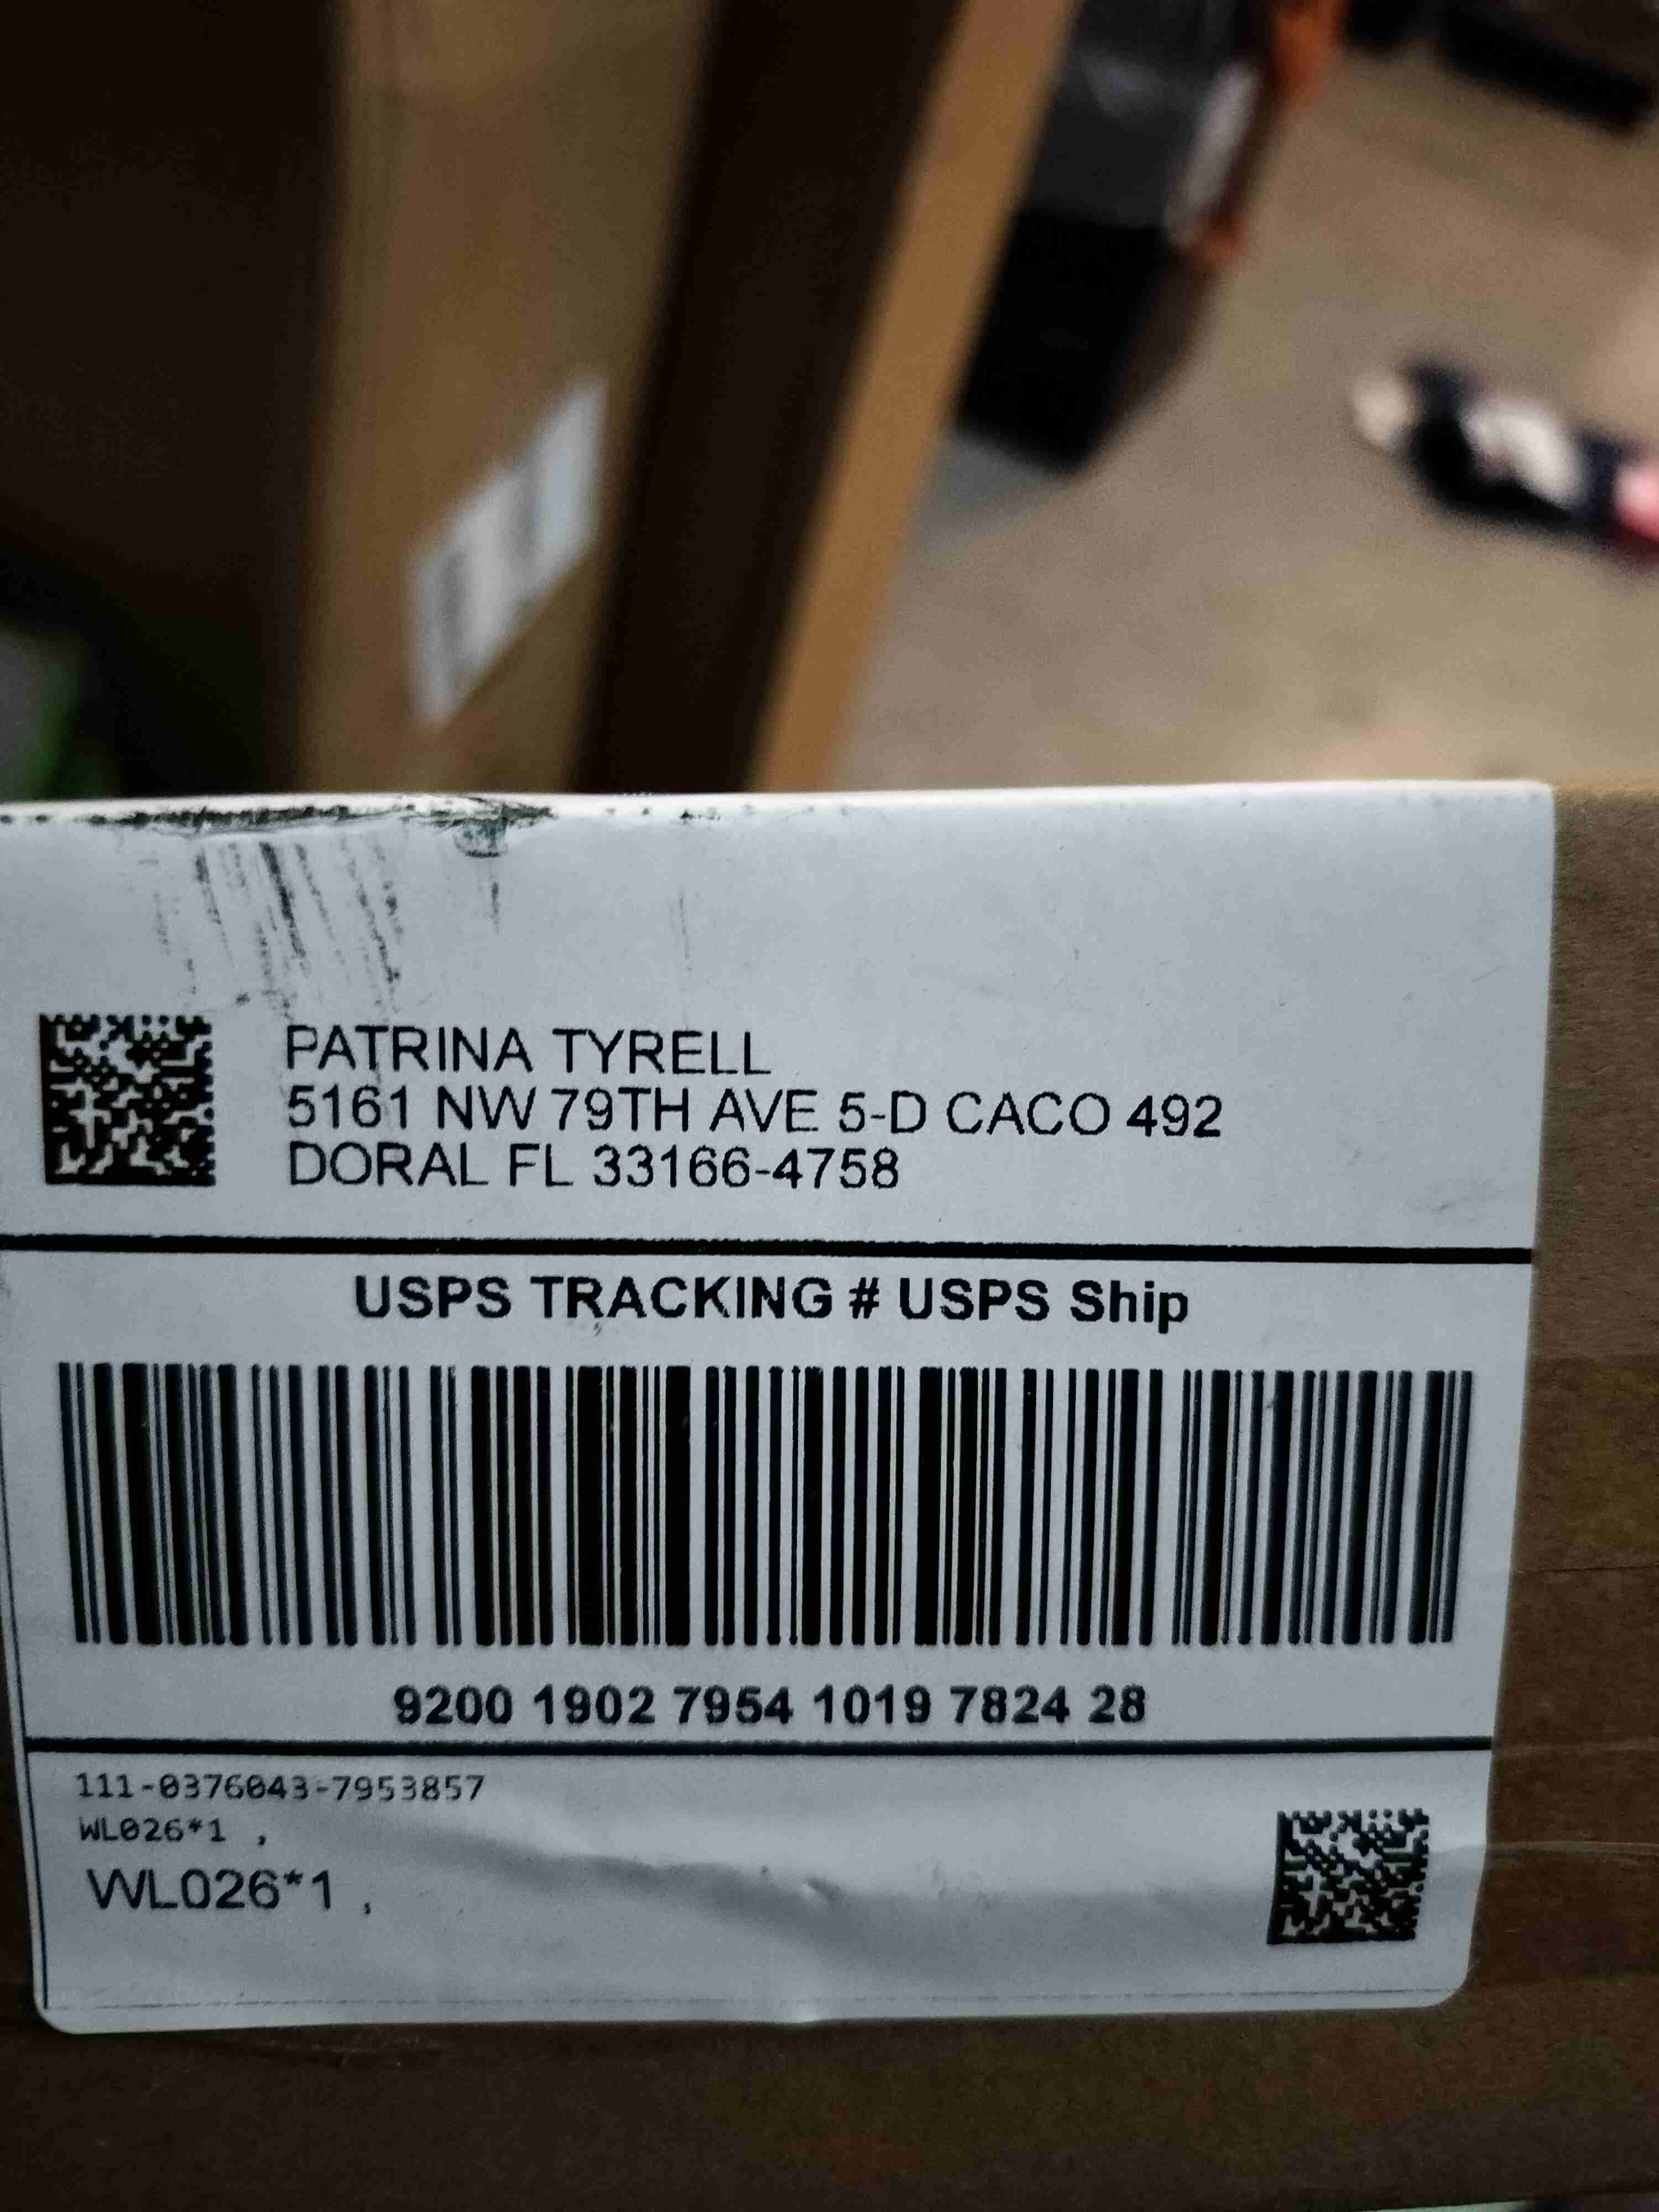 PATRINA TYRELL
5161 NW 79TH AVE 5-D CACO 492
DORAL FL 33166-4758
USPS TRACKING # USPS Ship
9200 1902 7954 1019 7824 28
111-0376043-7953857
WL026*1 ,
WL026*1 ,